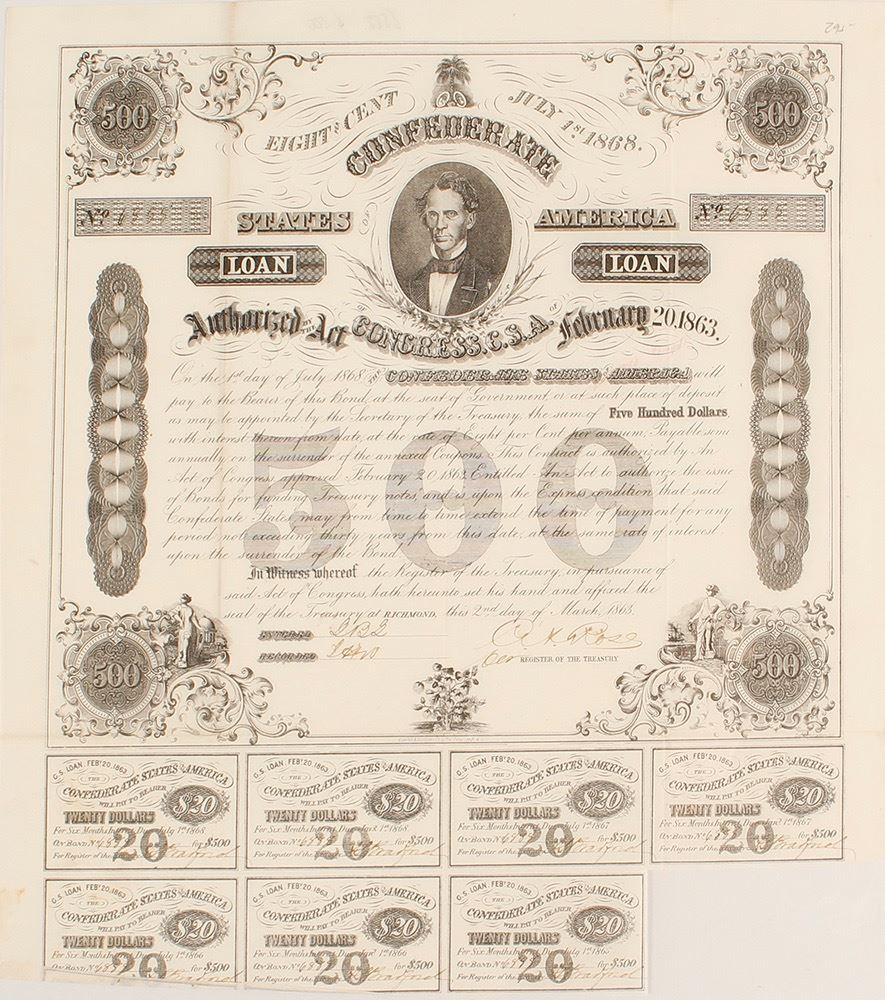 500
500
EIGHT PR CENT JULY 1ST 1868.
CONFEDERATE
No No
STATES OF AMERICA
LOAN LOAN
Authorized BY THE Act OF CONGRESS, C.S.A. OF February 20, 1863.
On the 1st day of July 1868 THE CONFEDERATE STATES OF AMERICA will
pay to the Bearer of this Bond, at the seat of Government, or at such place of deposit
as may be appointed by the Secretary of the Treasury, the sum of Five Hundred Dollars,
with interest thereon from date, at the rate of Eight per Cent per annum, Payable semi
annually on the surrender of the annexed Coupons. This Contract is authorized by An
Act of Congress approved February 20 1863, Entitled "An Act to authorize the issue
of Bonds for funding Treasury notes, and is upon the Express condition that said
Confederate States, may from time to time extend the time of payment for any
period not exceeding thirty years from this date, at the same rate of interest
upon the surrender of the Bond.
500
In Witness whereof the Register of the Treasury, in pursuance of
said Act of Congress, hath hereunto set his hand and affixed the
seal of the Treasury at RICHMOND, this 2nd day of March, 1863.
ENTERED
RECORDED
REGISTER OF THE TREASURY
500
500
C.S. LOAN, FEBY 20, 1863
THE
CONFEDERATE STATES OF AMERICA
WILL PAY TO BEARER
TWENTY DOLLARS $20
For Six Months Interest Due July 1st 1868
On Bond No for $500
For Register of the
20
C.S. LOAN, FEBY 20, 1863
THE
CONFEDERATE STATES OF AMERICA
WILL PAY TO BEARER
TWENTY DOLLARS $20
For Six Months Interest Due Jany 1st 1868
On Bond No for $500
For Register of the
20
C.S. LOAN, FEBY 20, 1863
THE
CONFEDERATE STATES OF AMERICA
WILL PAY TO BEARER
TWENTY DOLLARS $20
For Six Months Interest Due July 1st 1867
On Bond No for $500
For Register of the
20
C.S. LOAN, FEBY 20, 1863
THE
CONFEDERATE STATES OF AMERICA
WILL PAY TO BEARER
TWENTY DOLLARS $20
For Six Months Interest Due Jany 1st 1867
On Bond No for $500
For Register of the
20
C.S. LOAN, FEBY 20, 1863
THE
CONFEDERATE STATES OF AMERICA
WILL PAY TO BEARER
TWENTY DOLLARS $20
For Six Months Interest Due July 1st 1866
On Bond No for $500
For Register of the
20
C.S. LOAN, FEBY 20, 1863
THE
CONFEDERATE STATES OF AMERICA
WILL PAY TO BEARER
TWENTY DOLLARS $20
For Six Months Interest Due Jany 1st 1866
On Bond No for $500
For Register of the
20
C.S. LOAN, FEBY 20, 1863
THE
CONFEDERATE STATES OF AMERICA
WILL PAY TO BEARER
TWENTY DOLLARS $20
For Six Months Interest Due July 1st 1865
On Bond No for $500
For Register of the
20